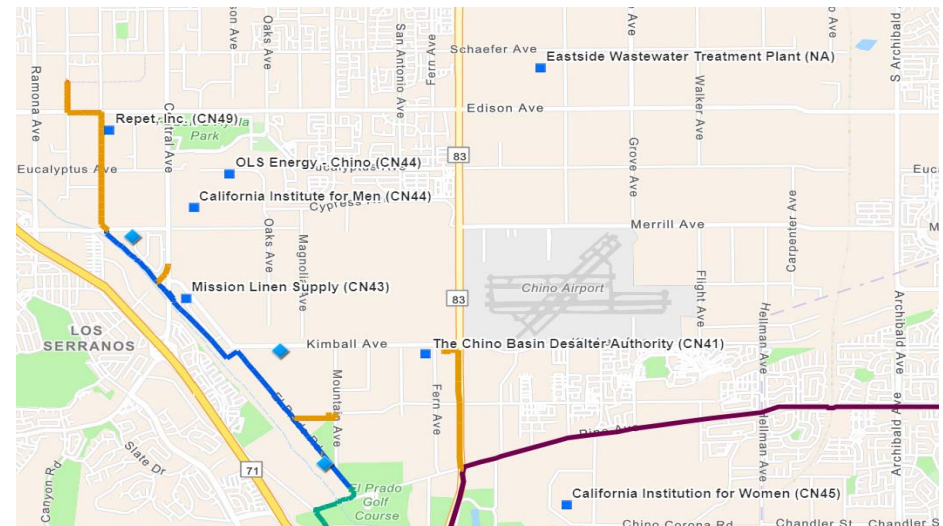 Schaefer Ave
Eastside Wastewater Treatment Plant (NA)
Oaks Ave
San Antonio Ave
Fern Ave
S Archibald
Ramona Ave
Central Ave
Walker Ave
Edison Ave
Repet, Inc. (CN49)
Park
Grove Ave
83
OLS Energy - Chino (CN44)
Eucalyptus Ave
Eucalyptus Ave
California Institute for Men (CN44)
Cypress
Carpenter Ave
Merrill Ave
Oaks Ave
Magnolia Ave
Flight Ave
Chino Airport
Mission Linen Supply (CN43)
83
Hellman Ave
Archibald Ave
LOS
SERRANOS
Kimball Ave
The Chino Basin Desalter Authority (CN41)
Mountain Ave
Fern Ave
Pine Ave
Hellman Ave
Archibald Ave
Slate Dr
71
Canyon Rd
El Prado
Golf
Course
California Institution for Women (CN45)
Chino Corona Rd
Chandler St
Chandler S